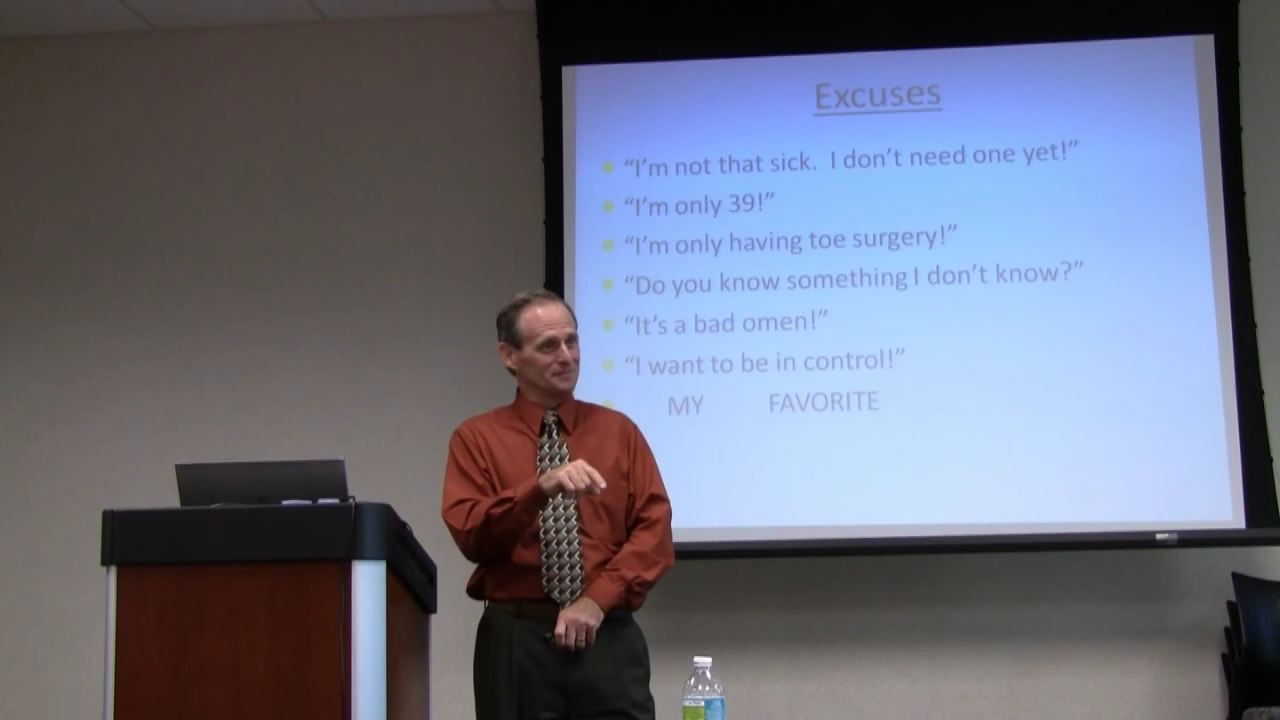 Excuses
“I’m not that sick.  I don’t need one yet!”
“I’m only 39!”
“I’m only having toe surgery!”
“Do you know something I don’t know?”
“It’s a bad omen!”
“I want to be in control!”
MY FAVORITE